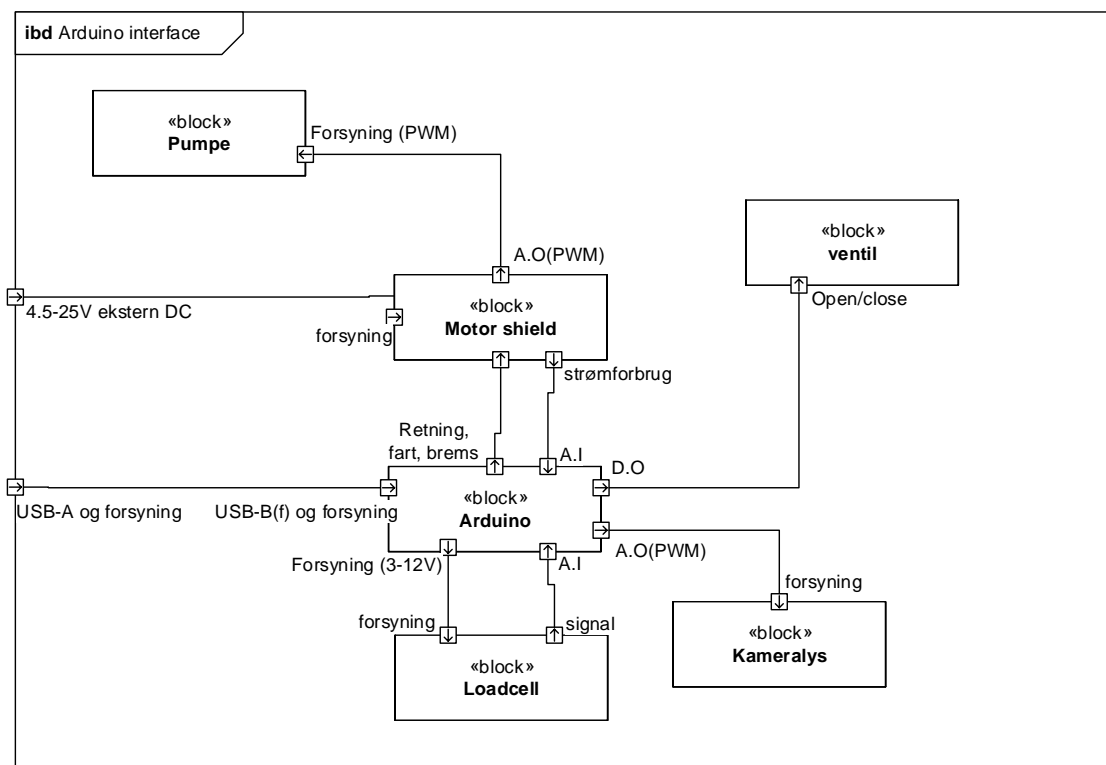 ibd Arduino interface
«block»
Pumpe
Forsyning (PWM)
«block»
ventil
Open/close
A.O(PWM)
4.5-25V ekstern DC
«block»
Motor shield
forsyning
strømforbrug
Retning,
fart, brems
A.I
D.O
USB-A og forsyning
USB-B(f) og forsyning
«block»
Arduino
Forsyning (3-12V)
A.I
A.O(PWM)
forsyning
signal
«block»
Loadcell
forsyning
«block»
Kameralys